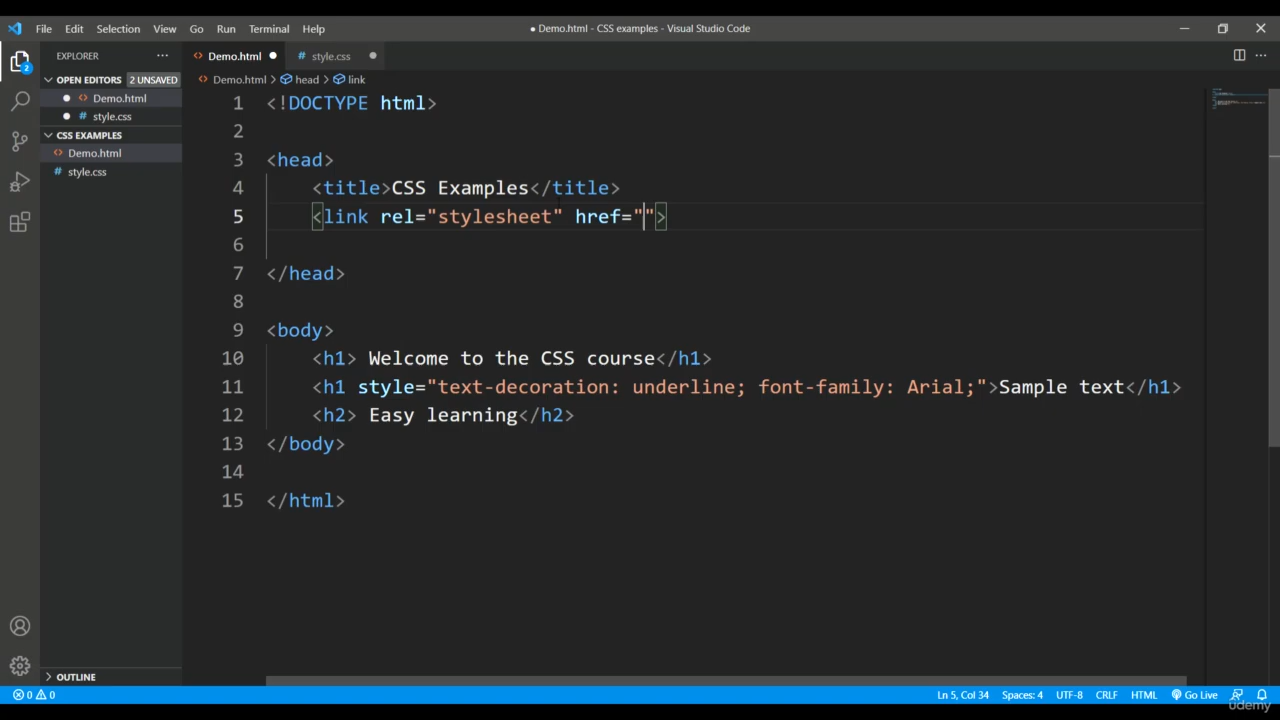 File Edit Selection View Go Run Terminal Help ● Demo.html - CSS examples - Visual Studio Code
EXPLORER ···
Demo.html ● # style.css ●
OPEN EDITORS 2 UNSAVED
Demo.html > head > link
● <> Demo.html
● # style.css
CSS EXAMPLES
<> Demo.html
# style.css
1 <!DOCTYPE html>
2
3 <head>
4 <title>CSS Examples</title>
5 <link rel="stylesheet" href="">
6
7 </head>
8
9 <body>
10 <h1> Welcome to the CSS course</h1>
11 <h1 style="text-decoration: underline; font-family: Arial;">Sample text</h1>
12 <h2> Easy learning</h2>
13 </body>
14
15 </html>
2
OUTLINE
0 0 Ln 5, Col 34 Spaces: 4 UTF-8 CRLF HTML Go Live
udemy